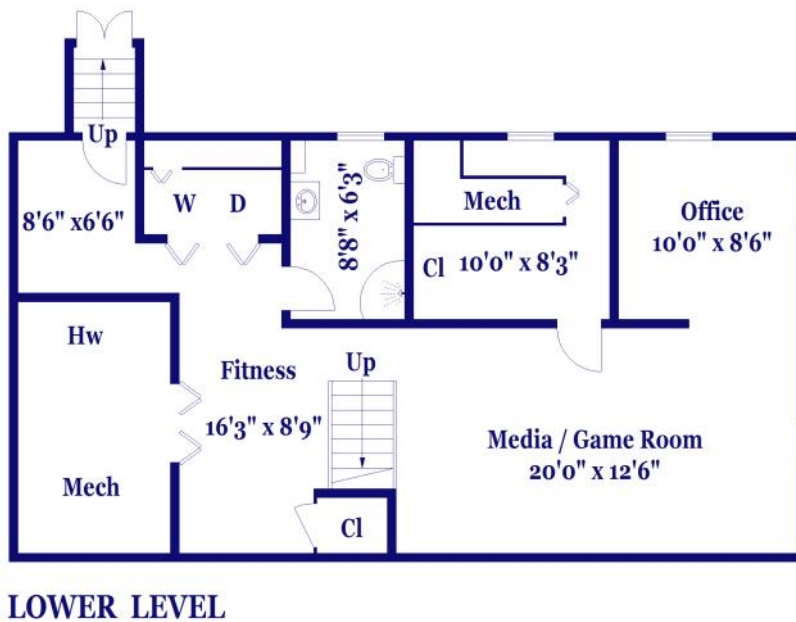 Up
8'6" x6'6"
W D
8'8" x 6'3"
Mech
Cl 10'0" x 8'3"
Office
10'0" x 8'6"
Hw
Mech
Fitness
16'3" x 8'9"
Up
Cl
Media / Game Room
20'0" x 12'6"
LOWER LEVEL